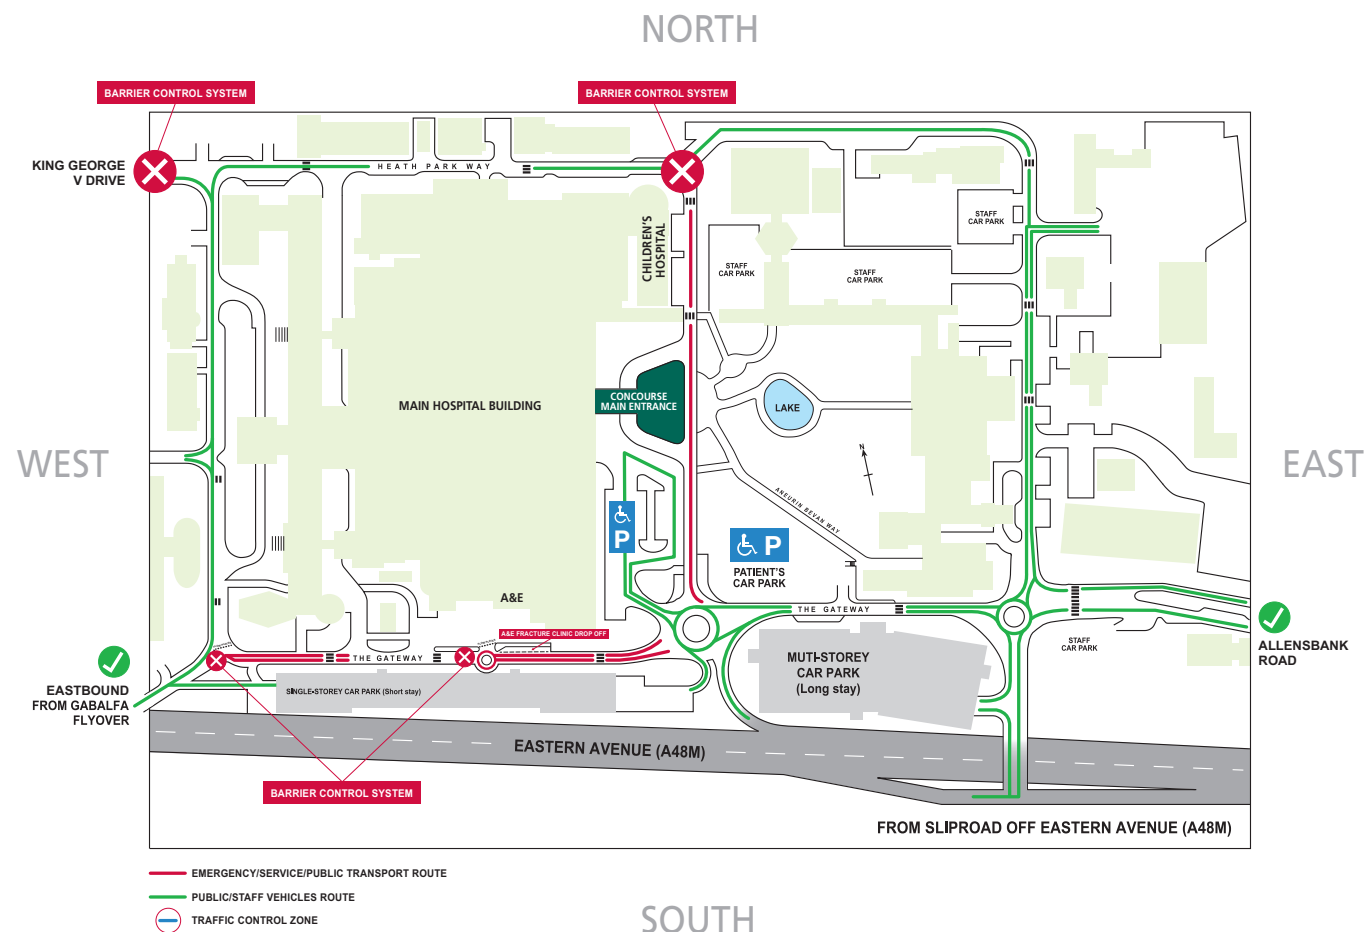 NORTH
BARRIER CONTROL SYSTEM
BARRIER CONTROL SYSTEM
KING GEORGE
V DRIVE
HEATH PARK WAY
CHILDREN'S
HOSPITAL
STAFF
CAR PARK
STAFF
CAR PARK
STAFF
CAR PARK
CONCOURSE
MAIN ENTRANCE
MAIN HOSPITAL BUILDING
LAKE
N
WEST
EAST
ANEURIN BEVAN WAY
P
P
PATIENT'S
CAR PARK
A&E
THE GATEWAY
A&E FRACTURE CLINIC DROP OFF
THE GATEWAY
STAFF
CAR PARK
ALLENSBANK
ROAD
EASTBOUND
FROM GABALFA
FLYOVER
SINGLE-STOREY CAR PARK (Short stay)
MUTI-STOREY
CAR PARK
(Long stay)
EASTERN AVENUE (A48M)
BARRIER CONTROL SYSTEM
FROM SLIPROAD OFF EASTERN AVENUE (A48M)
EMERGENCY/SERVICE/PUBLIC TRANSPORT ROUTE
PUBLIC/STAFF VEHICLES ROUTE
TRAFFIC CONTROL ZONE
SOUTH